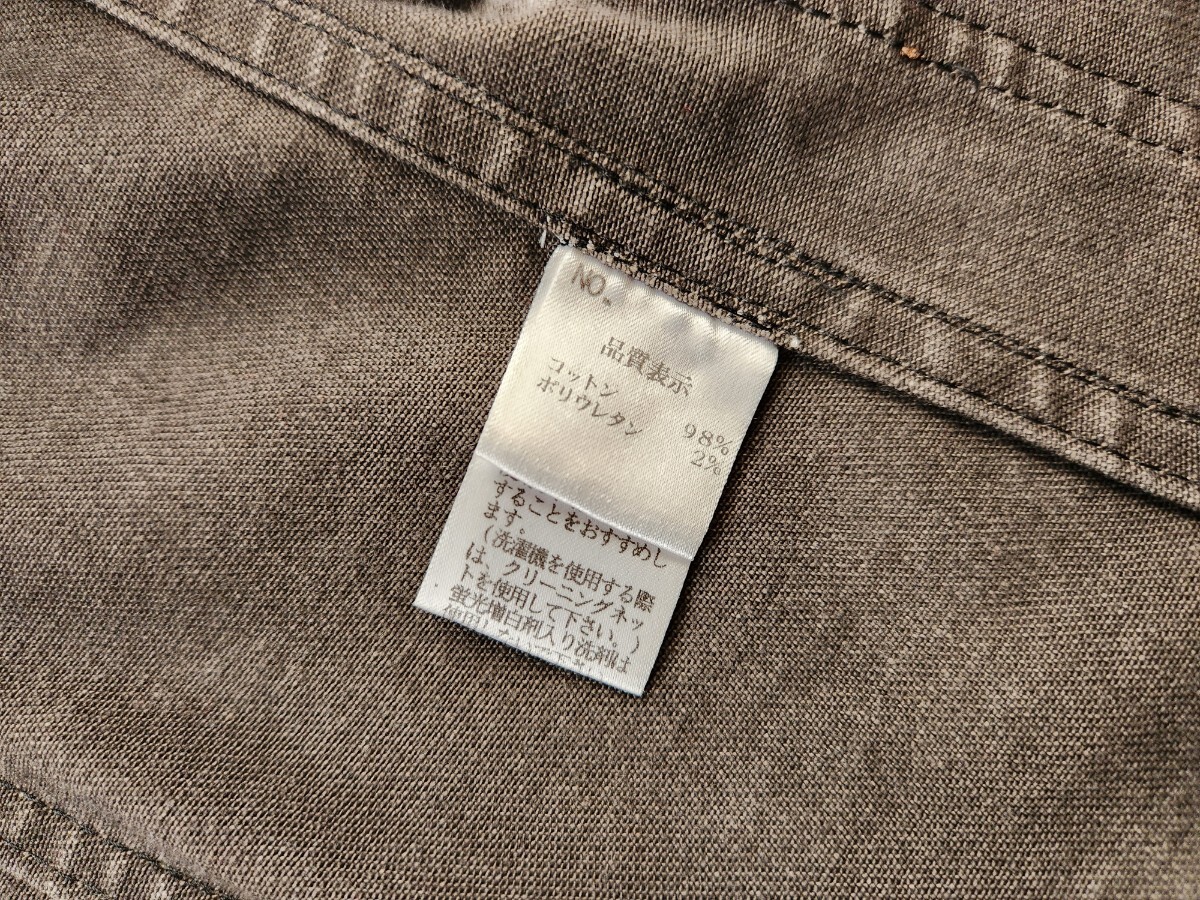 NO.
品質表示
コットン 98%
ポリウレタン 2%
することをおすすめし
ます。
(洗濯機を使用する際
は、クリーニングネッ
トを使用して下さい。)
蛍光増白剤入り洗剤は